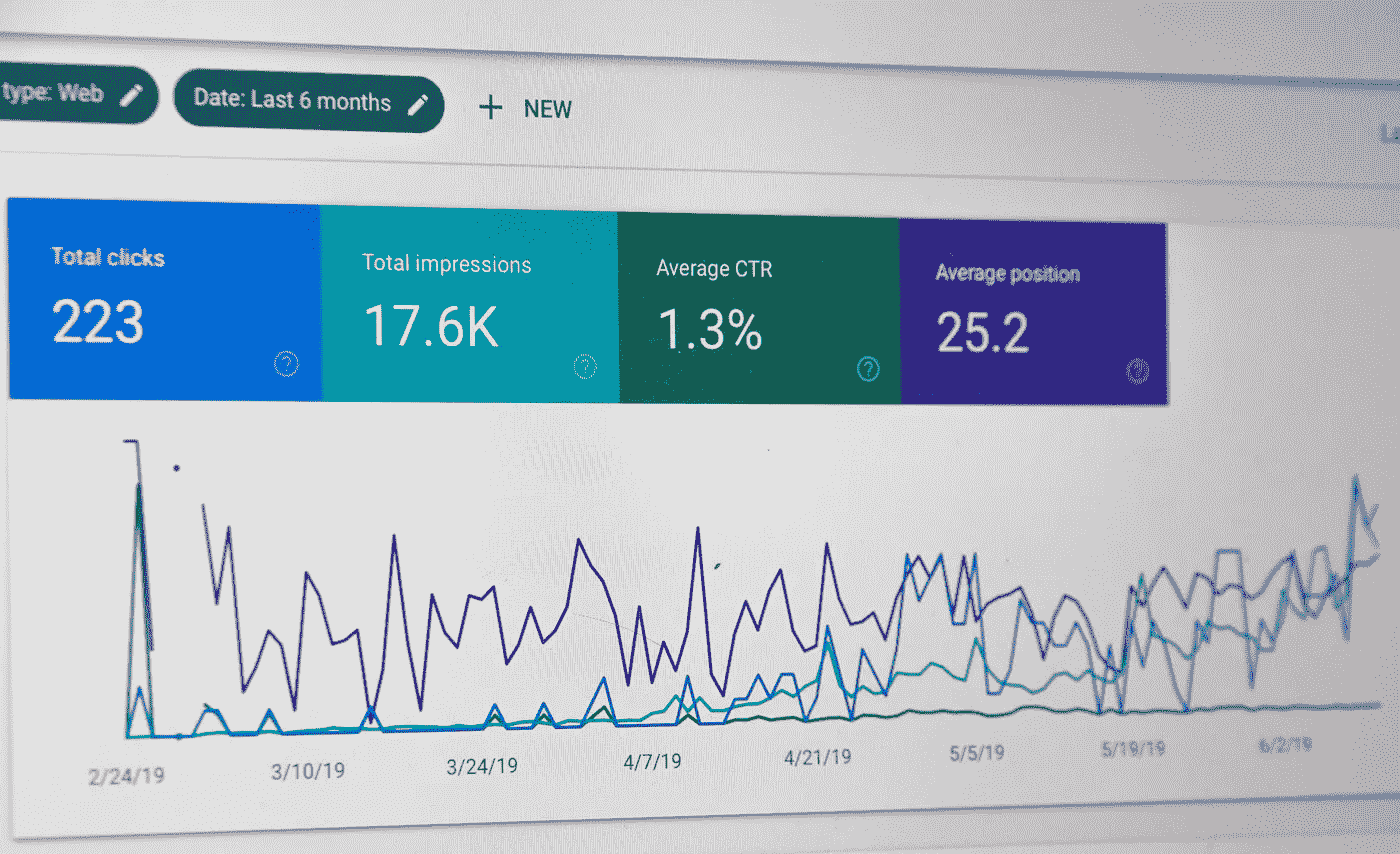 type: Web
Date: Last 6 months
+ NEW
Total clicks
223
Total impressions
17.6K
Average CTR
1.3%
Average position
25.2
2/24/19
3/10/19
3/24/19
4/7/19
4/21/19
5/5/19
5/19/19
6/2/19